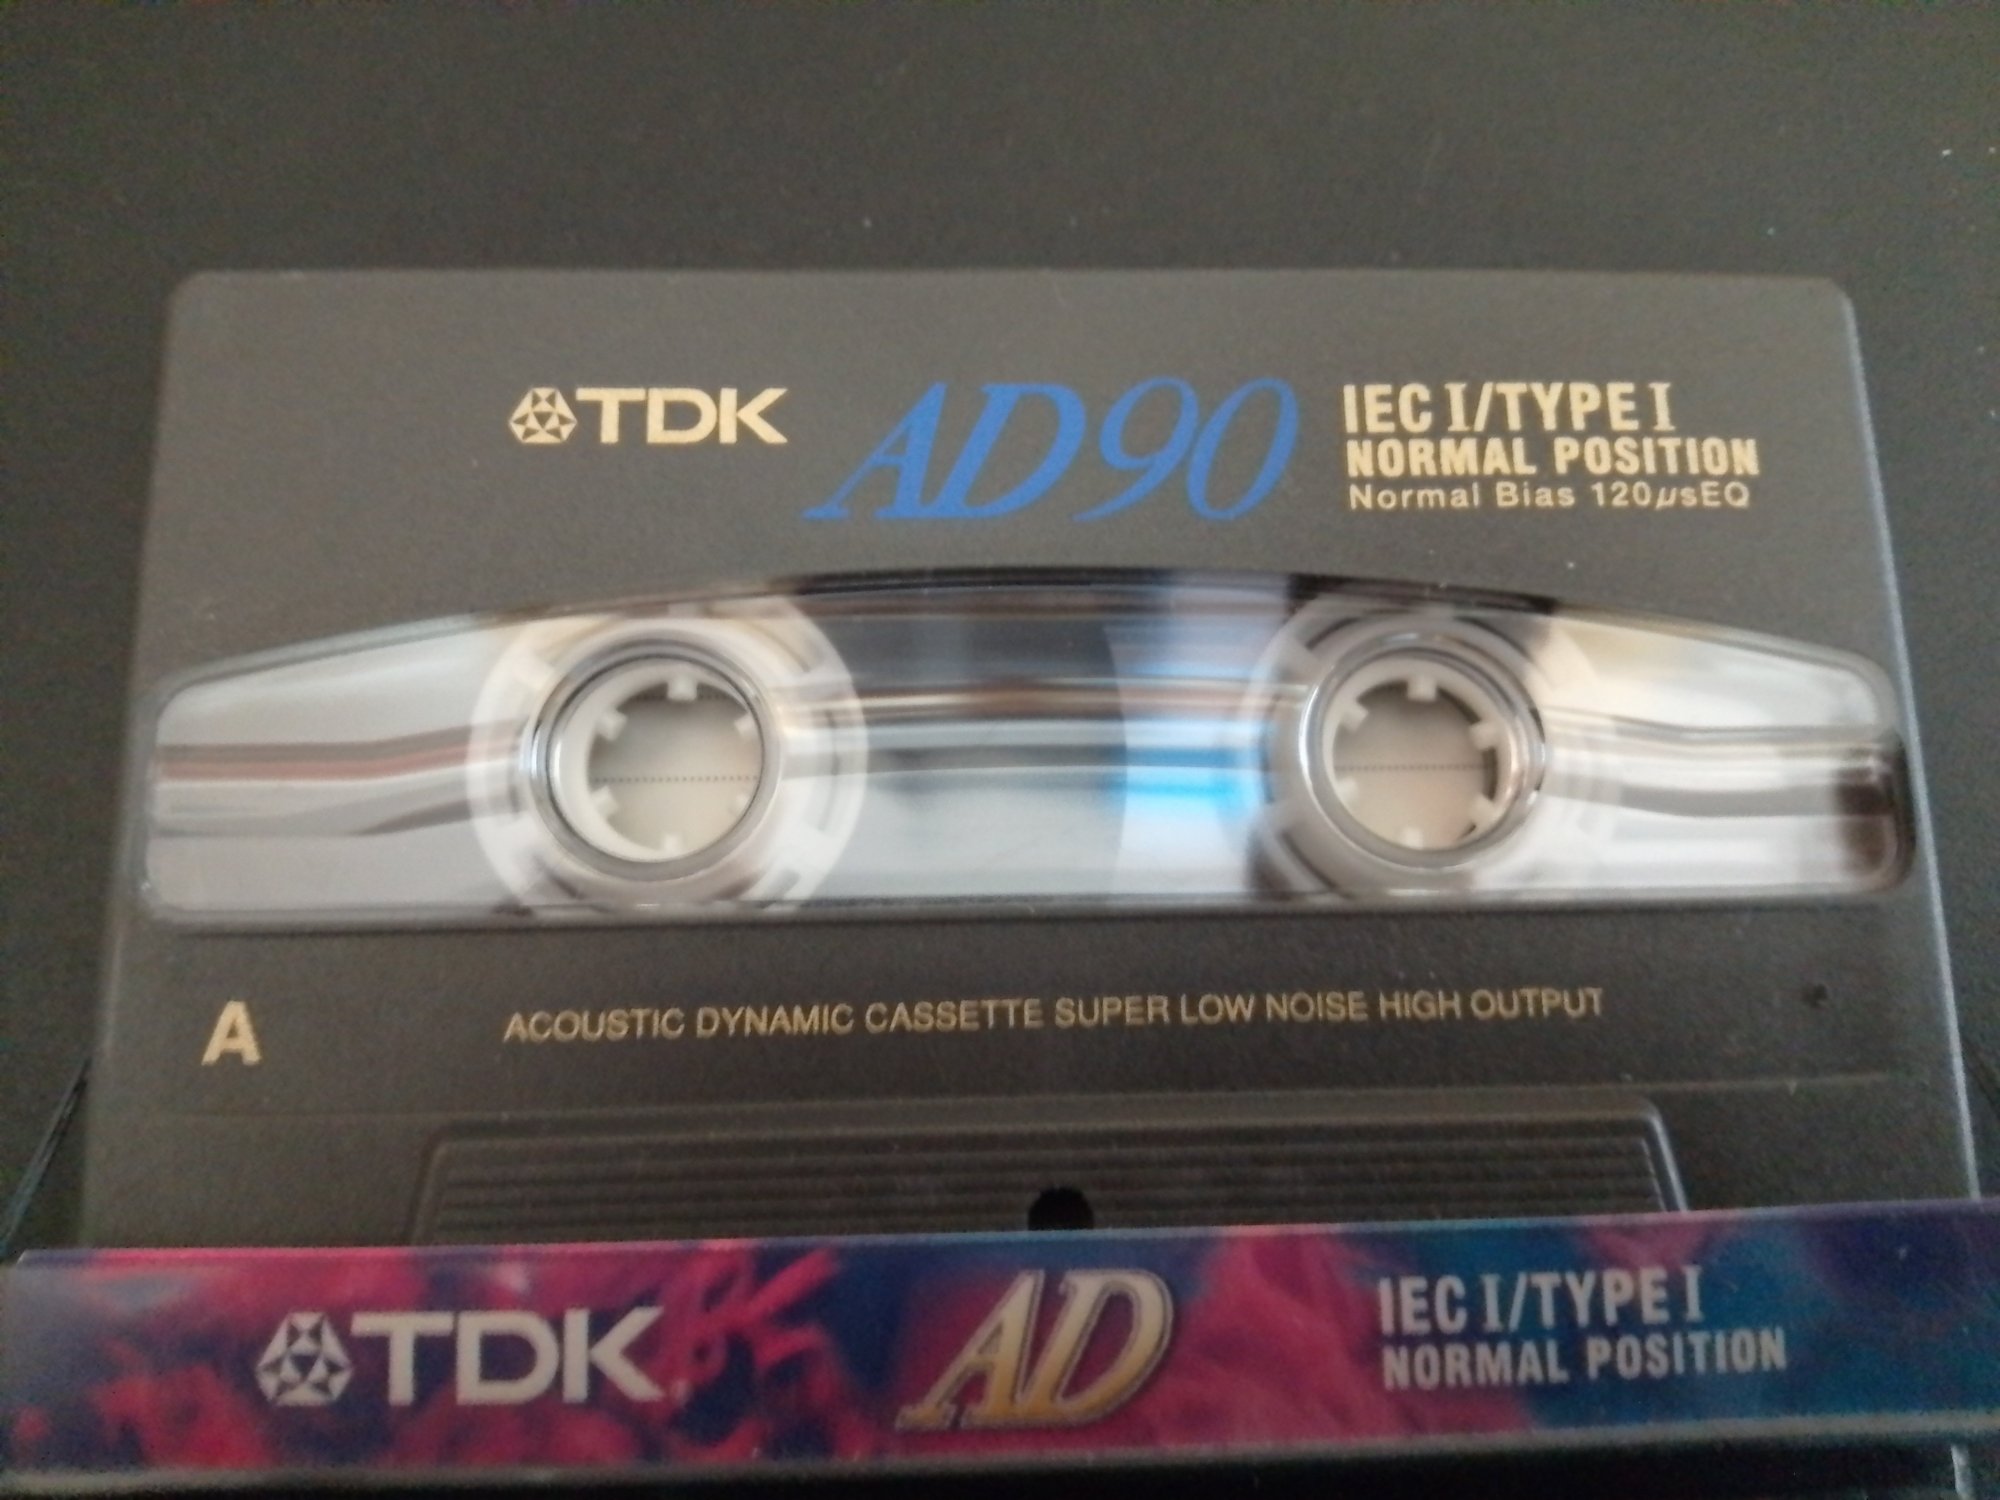 TDK AD90 IEC I/TYPE I
NORMAL POSITION
Normal Bias 120µsEQ
A
ACOUSTIC DYNAMIC CASSETTE SUPER LOW NOISE HIGH OUTPUT
TDK AD IEC I/TYPE I
NORMAL POSITION